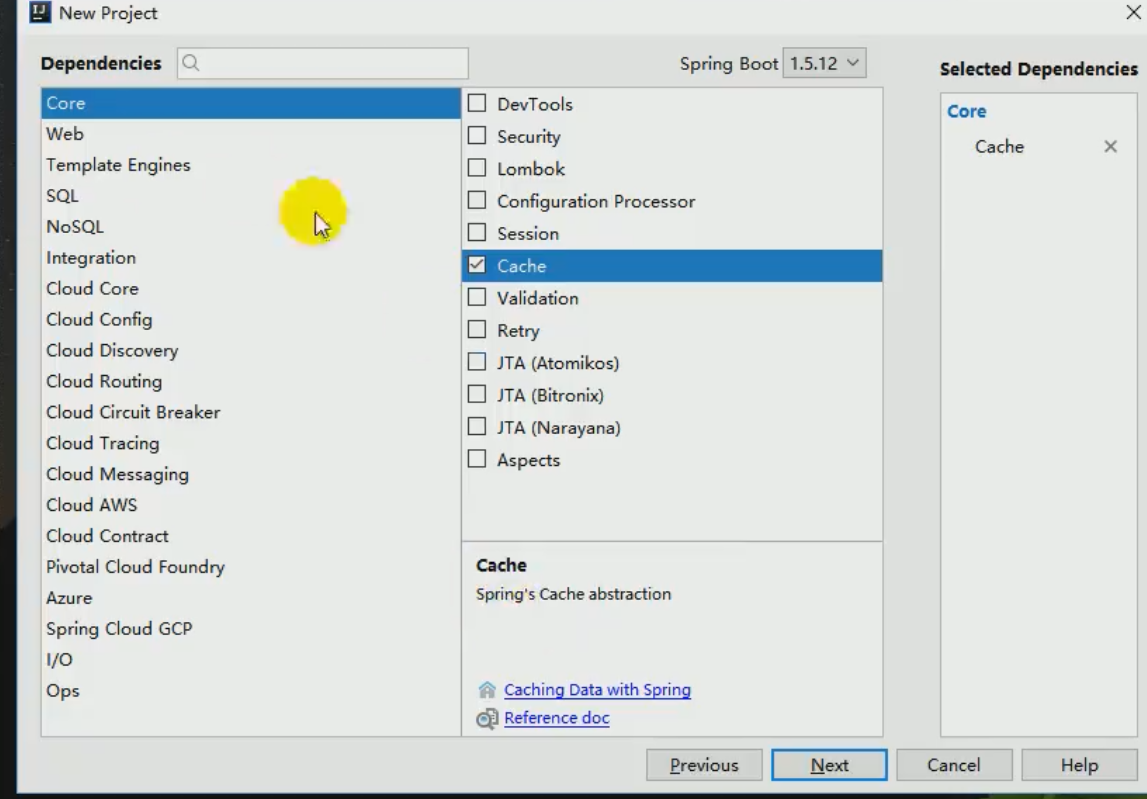 New Project
Dependencies
Spring Boot 1.5.12
Selected Dependencies
Core
Web
Template Engines
SQL
NoSQL
Integration
Cloud Core
Cloud Config
Cloud Discovery
Cloud Routing
Cloud Circuit Breaker
Cloud Tracing
Cloud Messaging
Cloud AWS
Cloud Contract
Pivotal Cloud Foundry
Azure
Spring Cloud GCP
I/O
Ops
DevTools
Security
Lombok
Configuration Processor
Session
Cache
Validation
Retry
JTA (Atomikos)
JTA (Bitronix)
JTA (Narayana)
Aspects
Cache
Spring's Cache abstraction
Caching Data with Spring
Reference doc
Core
Cache
Previous
Next
Cancel
Help